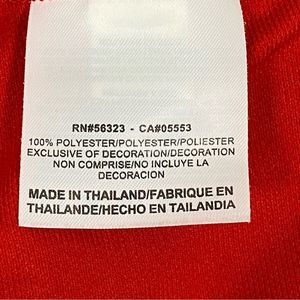 RN#56323 - CA#05553
100% POLYESTER/POLYESTER/POLIESTER
EXCLUSIVE OF DECORATION/DECORATION
NON COMPRISE/NO INCLUYE LA
DECORACION
MADE IN THAILAND/FABRIQUE EN
THAILANDE/HECHO EN TAILANDIA